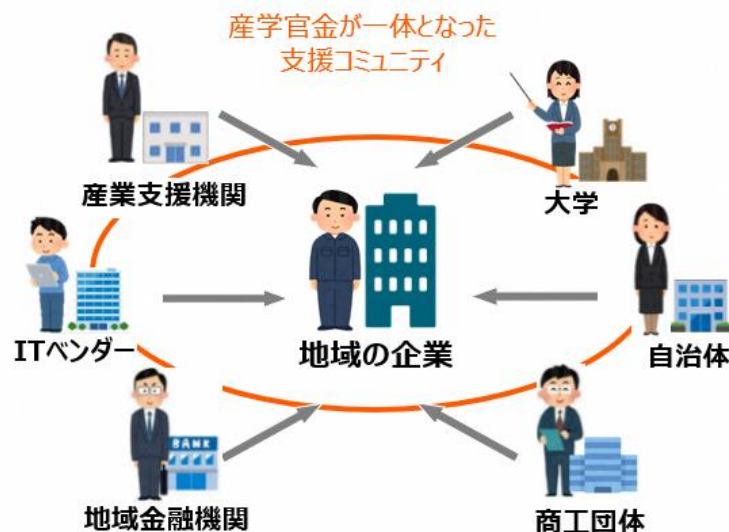 産学官金が一体となった
支援コミュニティ
産業支援機関
大学
ITベンダー
地域の企業
自治体
BANK
地域金融機関
商工団体